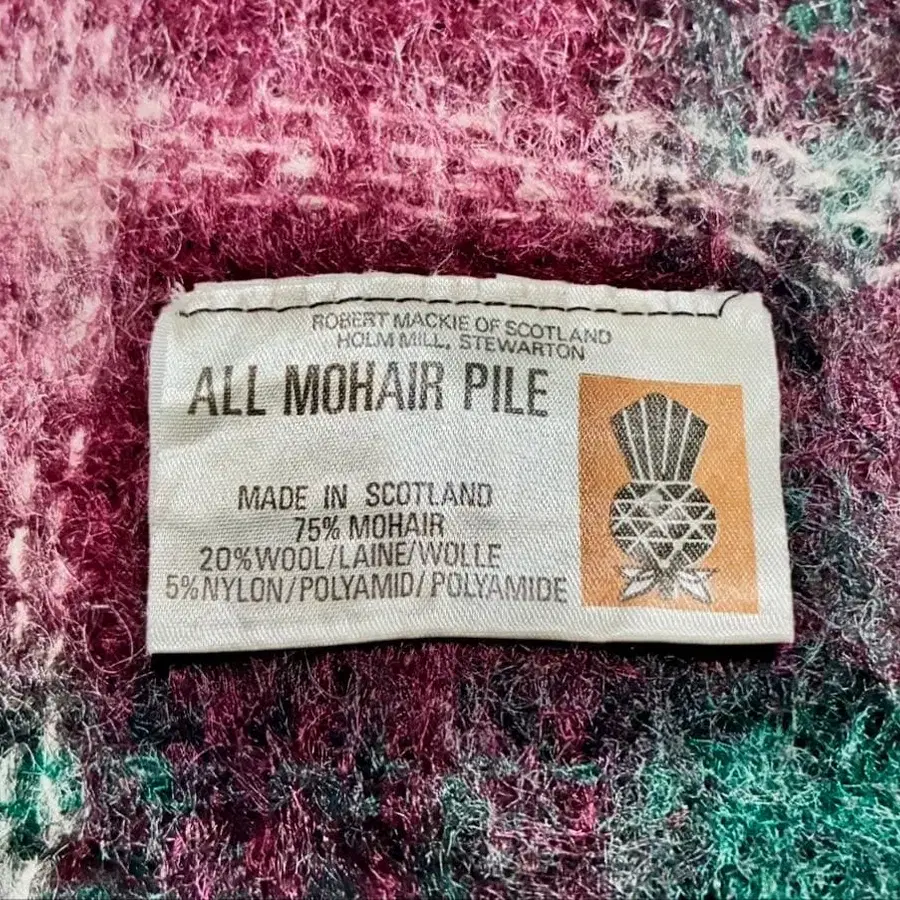 ROBERT MACKIE OF SCOTLAND
HOLM MILL, STEWARTON
ALL MOHAIR PILE
MADE IN SCOTLAND
75% MOHAIR
20% WOOL/LAINE/WOLLE
5% NYLON/POLYAMID/POLYAMIDE